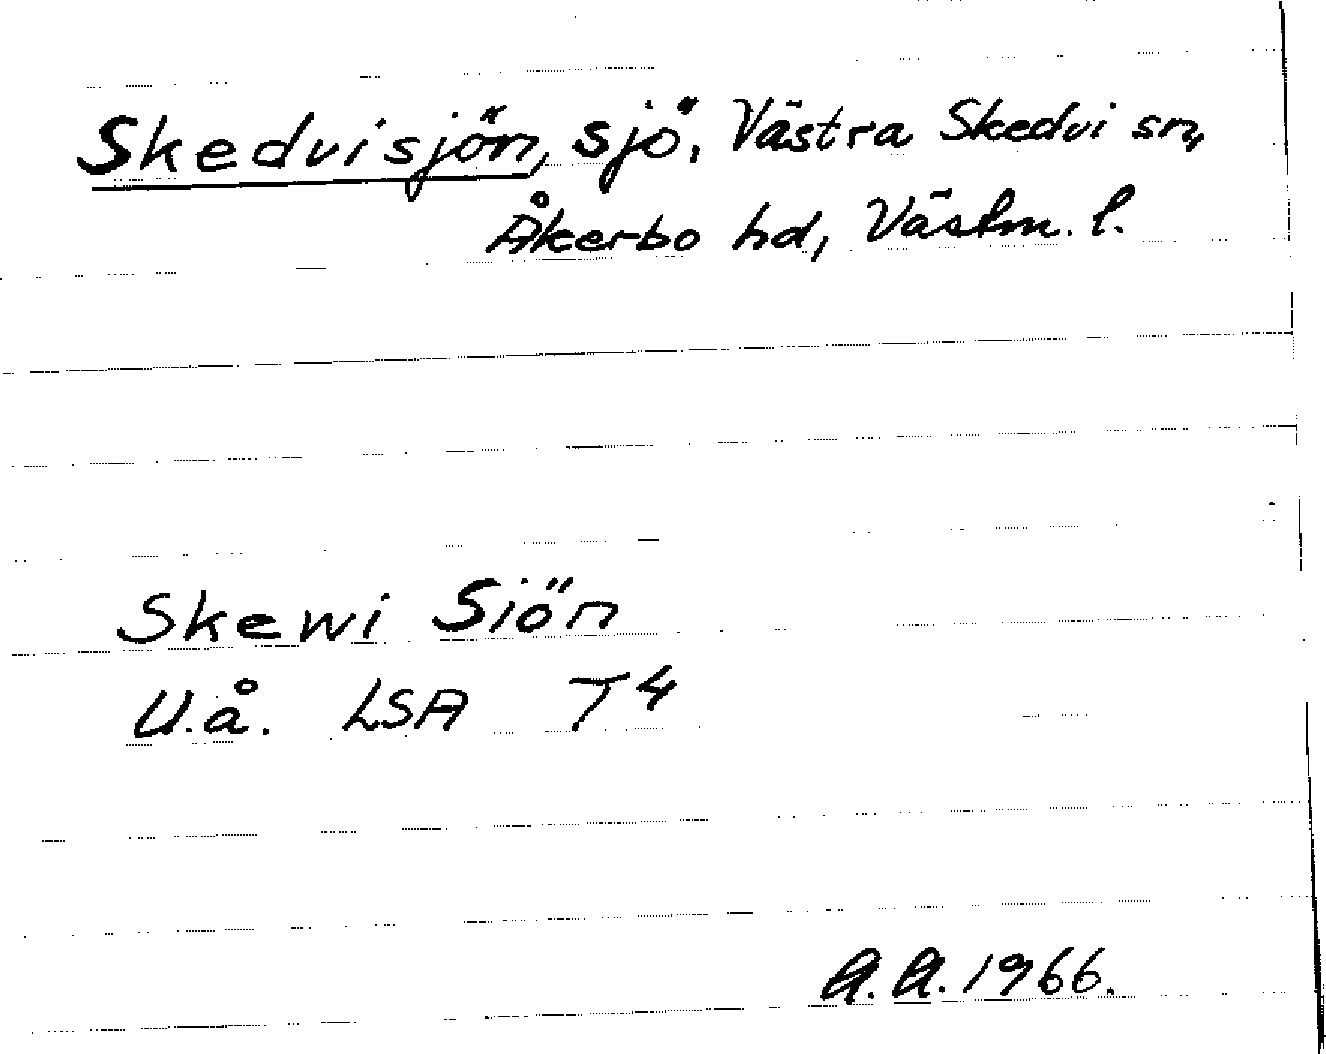 Skedvisjön, sjö, Västra Skedvi sn,
Åkerbo hd, Västm. l.
Skewi Siön
U.å. LSA T4
A.A. 1966.